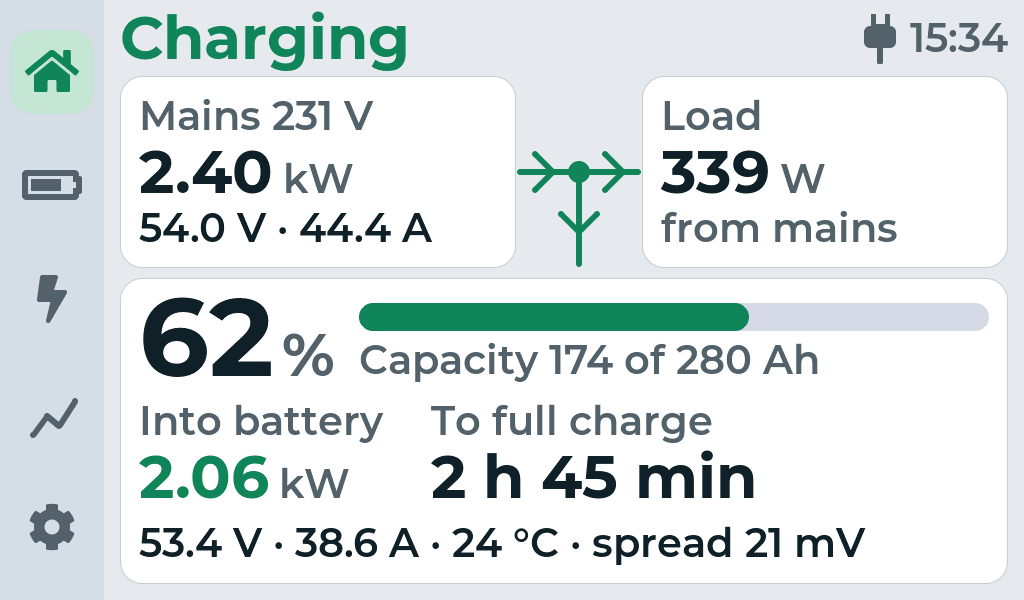 Charging
15:34
Mains 231 V
2.40 kW
54.0 V · 44.4 A
Load
339 W
from mains
62 %
Capacity 174 of 280 Ah
Into battery
2.06 kW
To full charge
2 h 45 min
53.4 V · 38.6 A · 24 °C · spread 21 mV